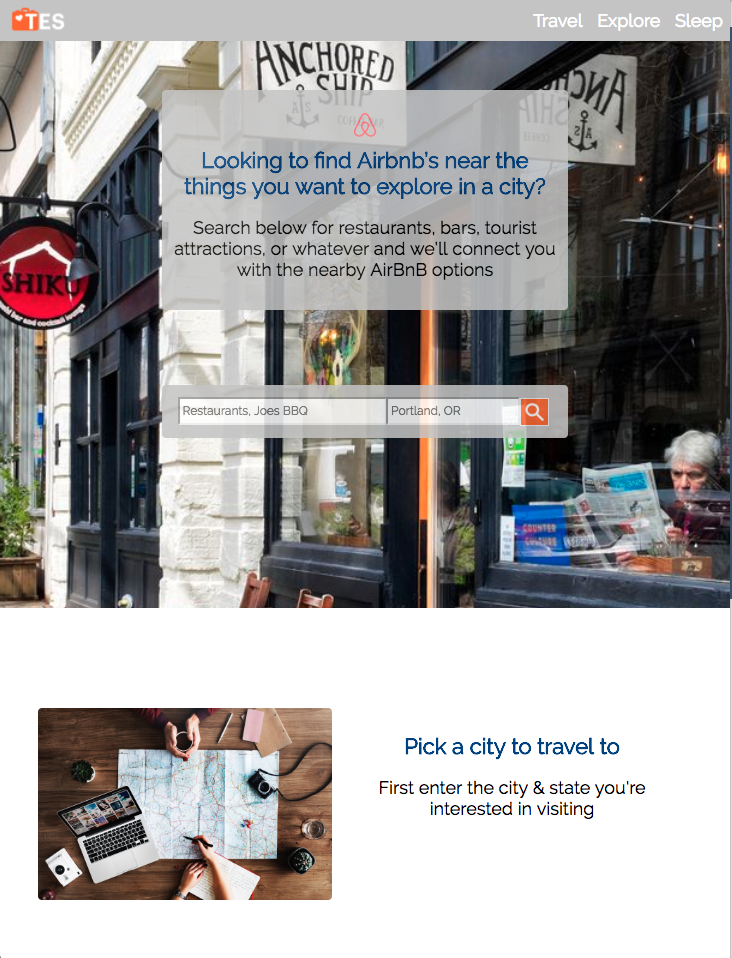 TES
Travel Explore Sleep
ANCHORED
SHIP
Looking to find Airbnb's near the
things you want to explore in a city?
Search below for restaurants, bars, tourist
attractions, or whatever and we'll connect you
with the nearby AirBnB options
SHIKU
Restaurants, Joes BBQ
Portland, OR
COUNTER
CULTURE
Pick a city to travel to
First enter the city & state you're
interested in visiting